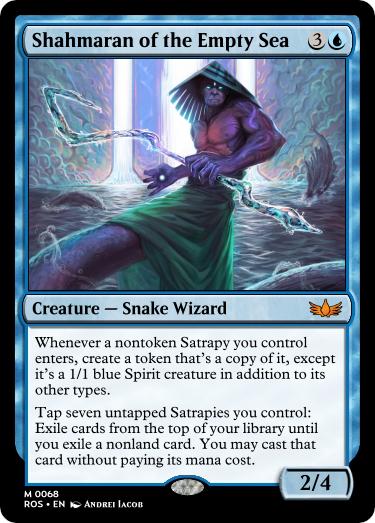 Shahmaran of the Empty Sea 3
Creature — Snake Wizard
Whenever a nontoken Satrapy you control
enters, create a token that's a copy of it, except
it's a 1/1 blue Spirit creature in addition to its
other types.
Tap seven untapped Satrapies you control:
Exile cards from the top of your library until
you exile a nonland card. You may cast that
card without paying its mana cost.
2/4
M 0068
ROS • EN Andrei Iacob